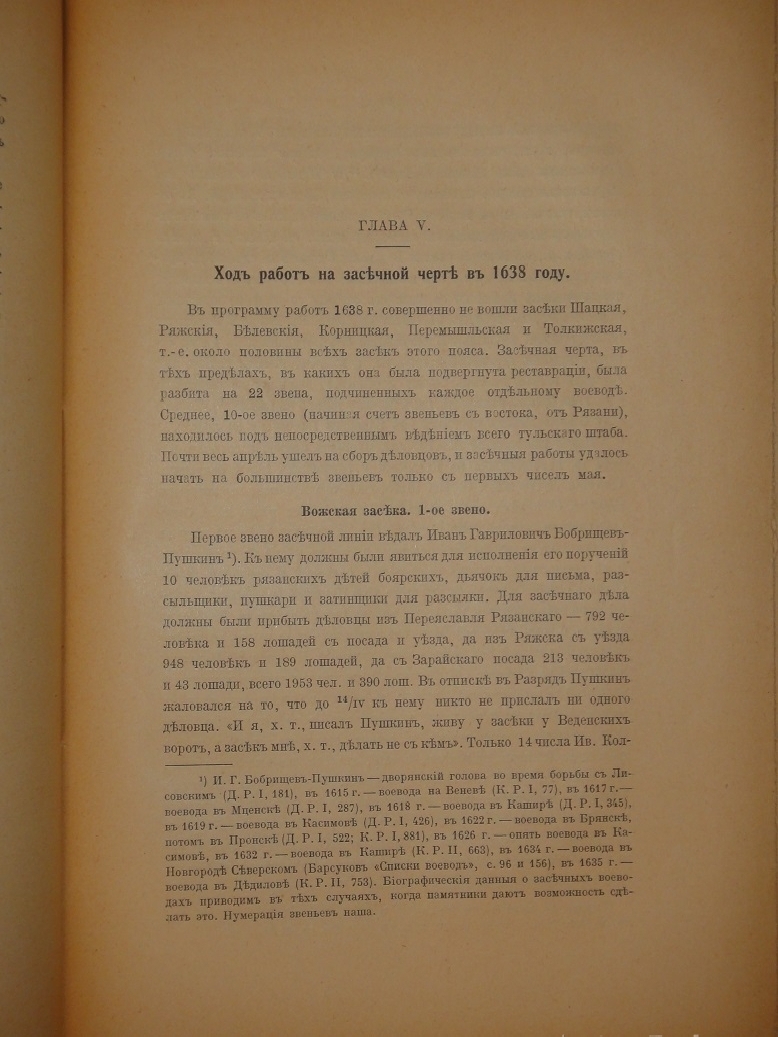 ГЛАВА V.
Ходъ работъ на засѣчной чертѣ въ 1638 году.
Въ программу работъ 1638 г. совершенно не вошли засѣки Шацкая,
Ряжскія, Бѣлевскія, Корницкая, Перемышльская и Толкижская,
т.-е. около половины всѣхъ засѣкъ этого пояса. Засѣчная черта, въ
тѣхъ предѣлахъ, въ какихъ она была подвергнута реставраціи, была
разбита на 22 звена, подчиненныхъ каждое отдѣльному воеводѣ.
Среднее, 10-ое звено (начиная счетъ звеньевъ съ востока, отъ Рязани),
находилось подъ непосредственнымъ вѣдѣніемъ всего тульскаго штаба.
Почти весь апрѣль ушелъ на сборъ дѣловцовъ, и засѣчныя работы удалось
начать на большинствѣ звеньевъ только съ первыхъ чиселъ мая.
Вожская засѣка. 1-ое звено.
Первое звено засѣчной линіи вѣдалъ Иванъ Гавриловичъ Бобрищевъ-
Пушкинъ ¹). Къ нему должны были явиться для исполненія его порученій
10 человѣкъ рязанскихъ дѣтей боярскихъ, дьячокъ для письма, раз-
сыльщики, пушкари и затинщики для разсылки. Для засѣчнаго дѣла
должны были прибыть дѣловцы изъ Переяславля Рязанскаго — 792 че-
ловѣка и 158 лошадей съ посада и уѣзда, да изъ Ряжска съ уѣзда
948 человѣкъ и 189 лошадей, да съ Зарайскаго посада 213 человѣкъ
и 43 лошади, всего 1953 чел. и 390 лош. Въ отпискѣ въ Разрядъ Пушкин
жаловался на то, что до ¹⁴/IV къ нему никто не прислалъ ни одного
дѣловца. «И я, х. т., писалъ Пушкинъ, живу у засѣки у Веденскихъ
воротъ, а засѣкъ мнѣ, х. т., дѣлать не съ кѣмъ». Только 14 числа Ив. Кол-
¹) И. Г. Бобрищевъ-Пушкинъ — дворянскій голова во время борьбы съ Ли-
совскимъ (Д. Р. I, 181), въ 1615 г. — воевода на Веневѣ (К. Р. I, 77), въ 1617 г.—
воевода въ Мценскѣ (Д. Р. I, 287), въ 1618 г. — воевода въ Каширѣ (Д. Р. I, 345),
въ 1619 г. — воевода въ Касимовѣ (Д. Р. I, 426), въ 1622 г. — воевода въ Брянскѣ,
потомъ въ Пронскѣ (Д. Р. I, 522; К. Р. I, 881), въ 1626 г. — опять воевода въ Ка-
симовѣ, въ 1632 г. — воевода въ Каширѣ (К. Р. II, 663), въ 1634 г. — воевода въ
Новгородѣ Сѣверскомъ (Барсуковъ «Списки воеводъ», с. 96 и 156), въ 1635 г. —
воевода въ Дѣдиловѣ (К. Р. II, 753). Біографическія данныя о засѣчныхъ воево-
дахъ приводимъ въ тѣхъ случаяхъ, когда памятники даютъ возможность сдѣ-
лать это. Нумерація звеньевъ наша.